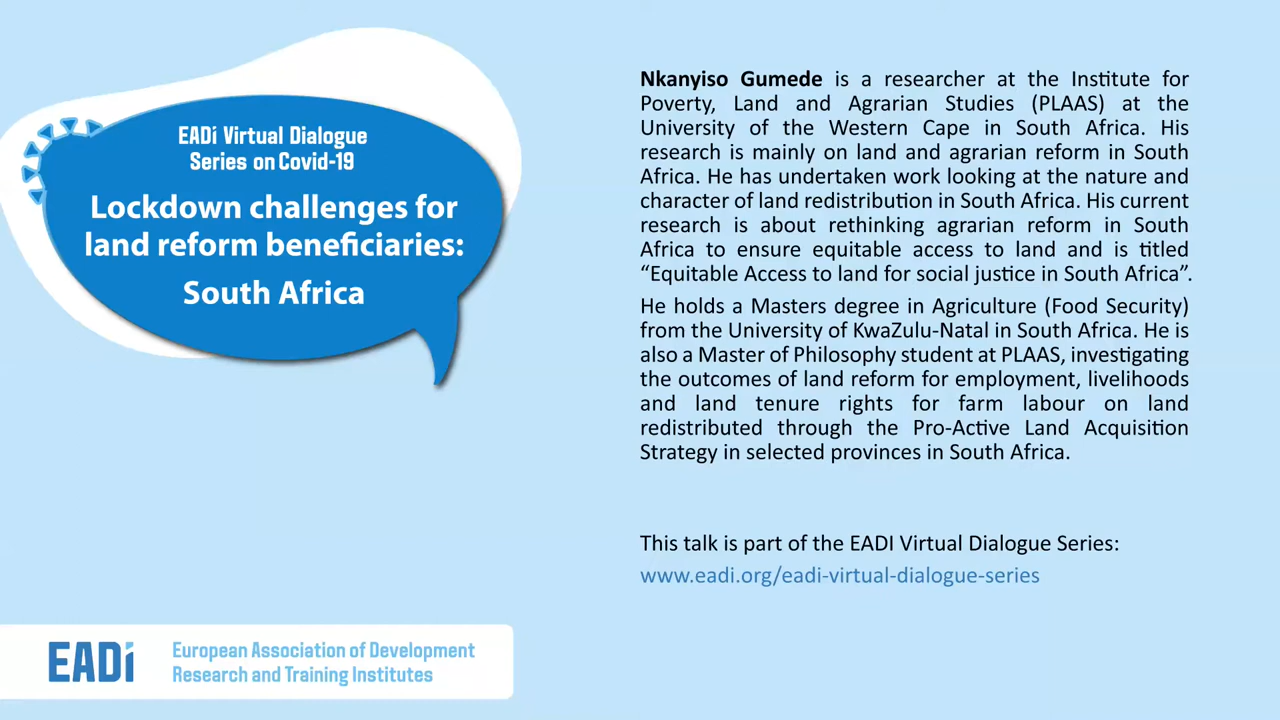 EADi Virtual Dialogue
Series on Covid-19
Lockdown challenges for
land reform beneficiaries:
South Africa
Nkanyiso Gumede is a researcher at the Institute for
Poverty, Land and Agrarian Studies (PLAAS) at the
University of the Western Cape in South Africa. His
research is mainly on land and agrarian reform in South
Africa. He has undertaken work looking at the nature and
character of land redistribution in South Africa. His current
research is about rethinking agrarian reform in South
Africa to ensure equitable access to land and is titled
“Equitable Access to land for social justice in South Africa”.
He holds a Masters degree in Agriculture (Food Security)
from the University of KwaZulu-Natal in South Africa. He is
also a Master of Philosophy student at PLAAS, investigating
the outcomes of land reform for employment, livelihoods
and land tenure rights for farm labour on land
redistributed through the Pro-Active Land Acquisition
Strategy in selected provinces in South Africa.
This talk is part of the EADI Virtual Dialogue Series:
www.eadi.org/eadi-virtual-dialogue-series
EADi
European Association of Development
Research and Training Institutes